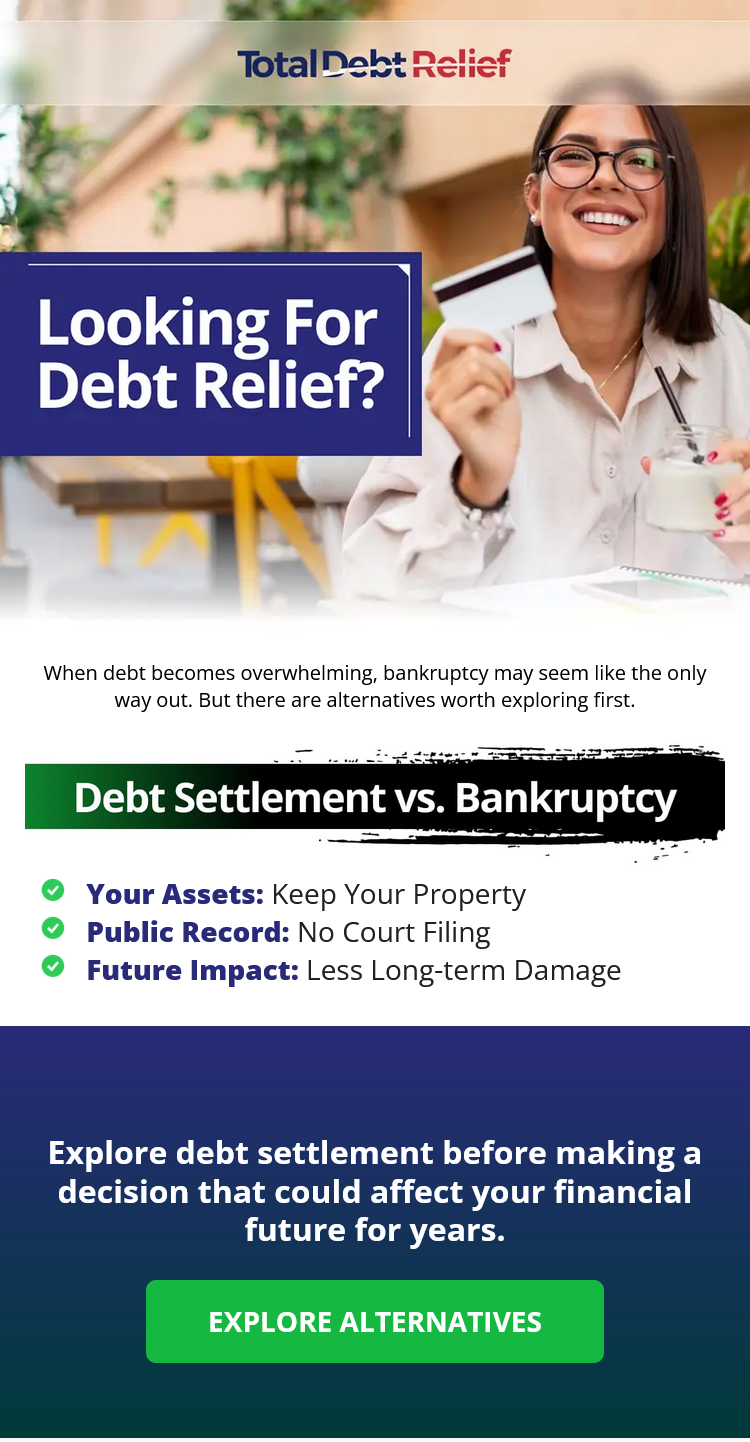 Total Debt Relief
Looking For
Debt Relief?
When debt becomes overwhelming, bankruptcy may seem like the only
way out. But there are alternatives worth exploring first.
Debt Settlement vs. Bankruptcy
Your Assets: Keep Your Property
Public Record: No Court Filing
Future Impact: Less Long-term Damage
Explore debt settlement before making a
decision that could affect your financial
future for years.
EXPLORE ALTERNATIVES